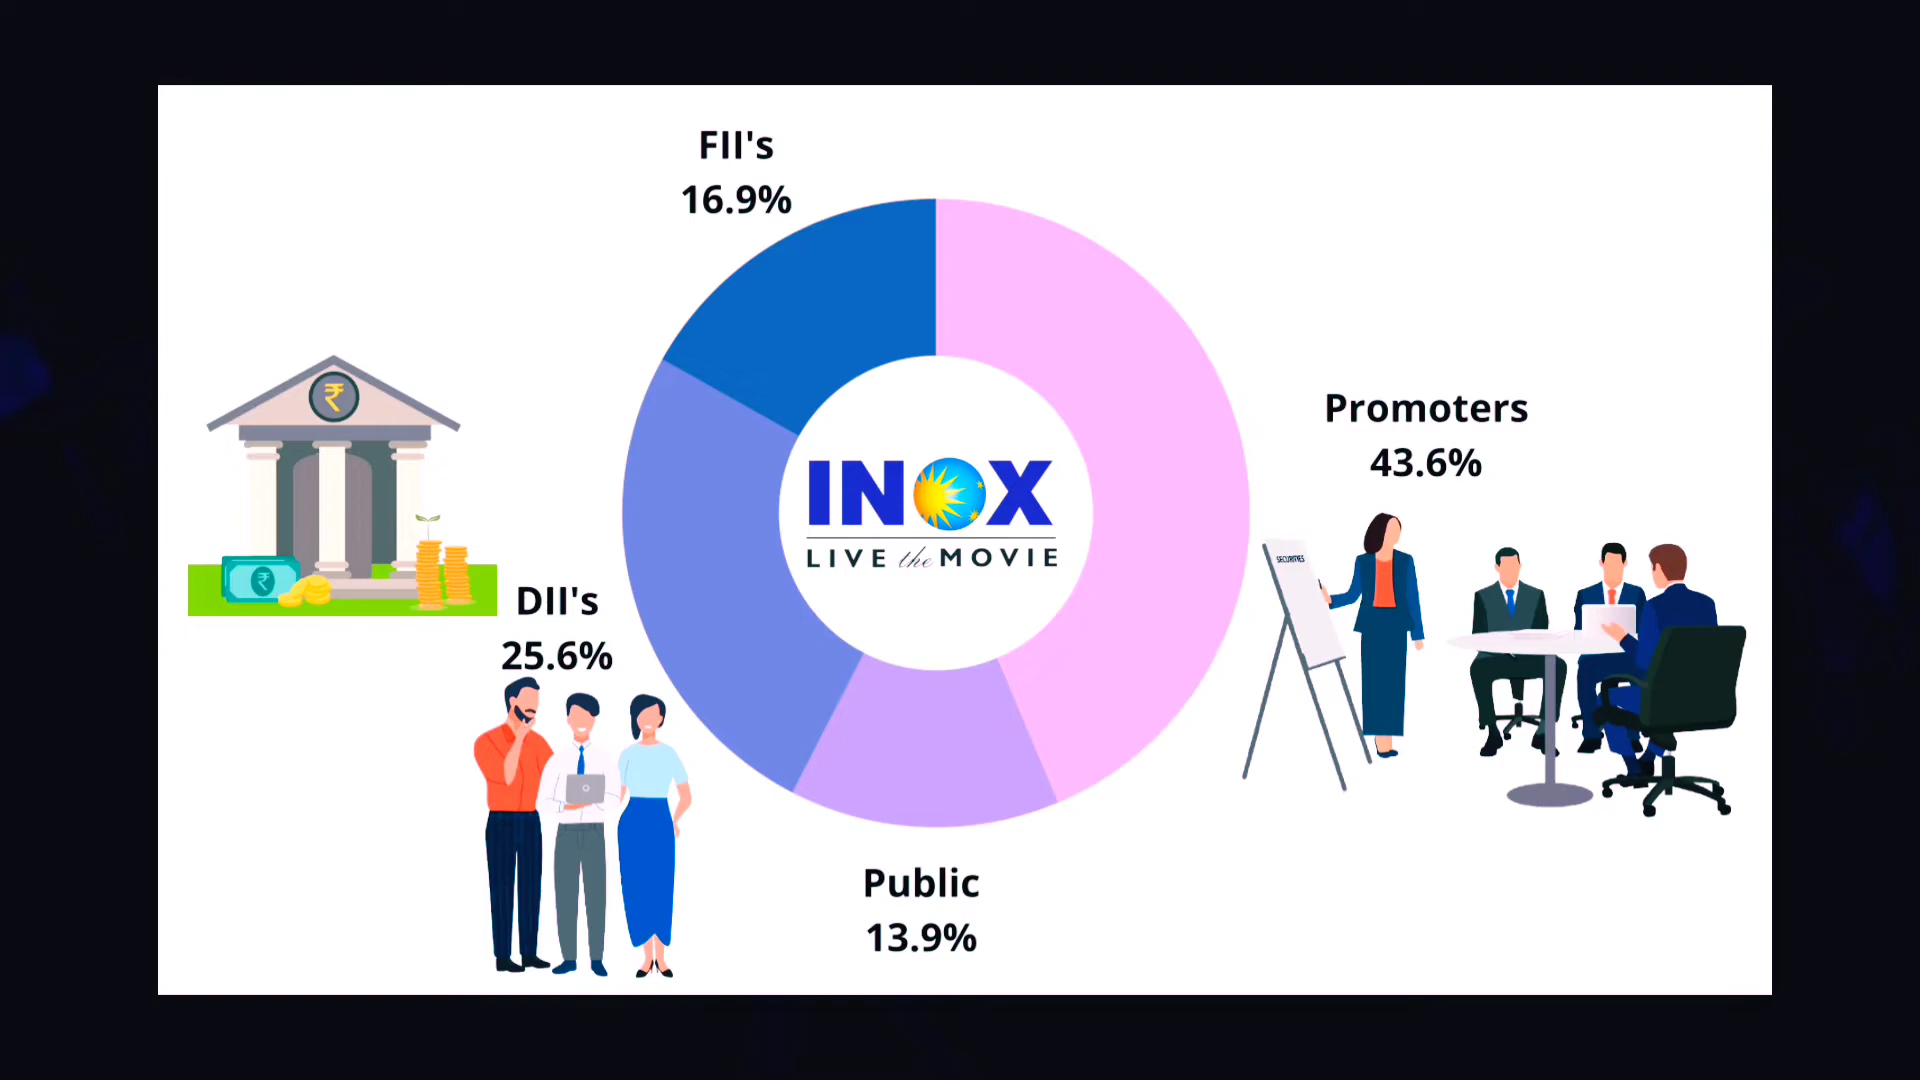 FII's
16.9%
Promoters
43.6%
INOX
LIVE the MOVIE
SECURITIES
DII's
25.6%
Public
13.9%